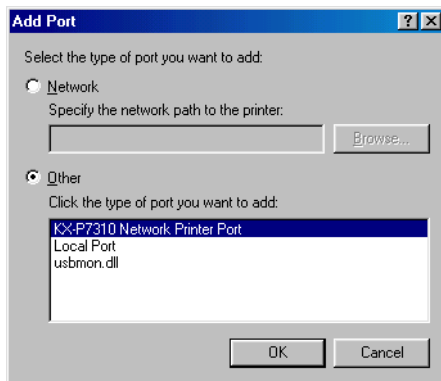 Add Port
Select the type of port you want to add:
Network
Specify the network path to the printer:
Browse...
Other
Click the type of port you want to add:
KX-P7310 Network Printer Port
Local Port
usbmon.dll
OK Cancel